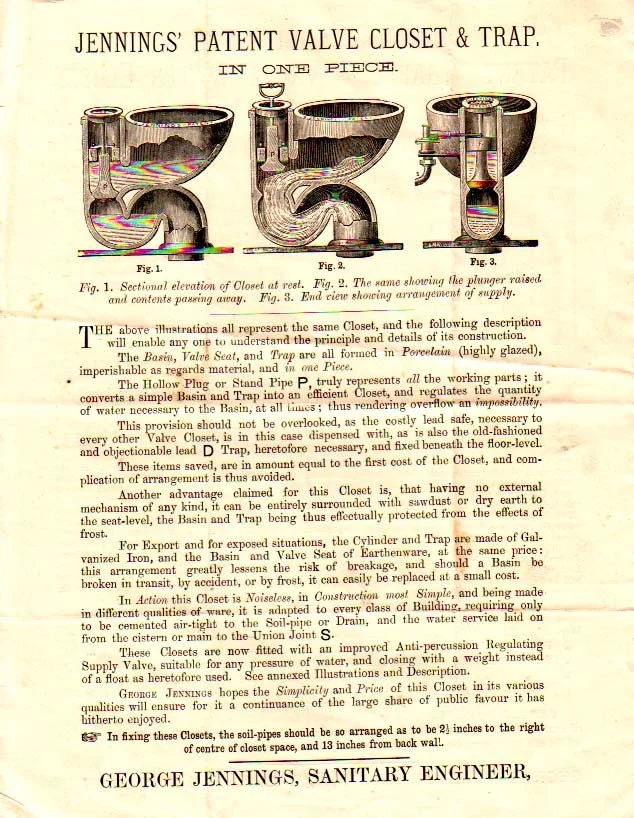 JENNINGS' PATENT VALVE CLOSET & TRAP.
IN ONE PIECE.
Fig. 1.
Fig. 2.
Fig. 3.
Fig. 1. Sectional elevation of Closet at rest. Fig. 2. The same showing the plunger raised
and contents passing away. Fig. 3. End view showing arrangement of supply.
THE above illustrations all represent the same Closet, and the following description
will enable any one to understand the principle and details of its construction.
The Basin, Valve Seat, and Trap are all formed in Porcelain (highly glazed),
imperishable as regards material, and in one Piece.
The Hollow Plug or Stand Pipe P, truly represents all the working parts; it
converts a simple Basin and Trap into an efficient Closet, and regulates the quantity
of water necessary to the Basin, at all times; thus rendering overflow an impossibility.
This provision should not be overlooked, as the costly lead safe, necessary to
every other Valve Closet, is in this case dispensed with, as is also the old-fashioned
and objectionable lead D Trap, heretofore necessary, and fixed beneath the floor-level.
These items saved, are in amount equal to the first cost of the Closet, and com-
plication of arrangement is thus avoided.
Another advantage claimed for this Closet is, that having no external
mechanism of any kind, it can be entirely surrounded with sawdust or dry earth to
the seat-level, the Basin and Trap being thus effectually protected from the effects of
frost.
For Export and for exposed situations, the Cylinder and Trap are made of Gal-
vanized Iron, and the Basin and Valve Seat of Earthenware, at the same price:
this arrangement greatly lessens the risk of breakage, and should a Basin be
broken in transit, by accident, or by frost, it can easily be replaced at a small cost.
In Action this Closet is Noiseless, in Construction most Simple, and being made
in different qualities of ware, it is adapted to every class of Building, requiring only
to be cemented air-tight to the Soil-pipe or Drain, and the water service laid on
from the cistern or main to the Union Joint S.
These Closets are now fitted with an improved Anti-percussion Regulating
Supply Valve, suitable for any pressure of water, and closing with a weight instead
of a float as heretofore used. See annexed Illustrations and Description.
GEORGE JENNINGS hopes the Simplicity and Price of this Closet in its various
qualities will ensure for it a continuance of the large share of public favour it has
hitherto enjoyed.
☞ In fixing these Closets, the soil-pipes should be so arranged as to be 2½ inches to the right
of centre of closet space, and 13 inches from back wall.
GEORGE JENNINGS, SANITARY ENGINEER,